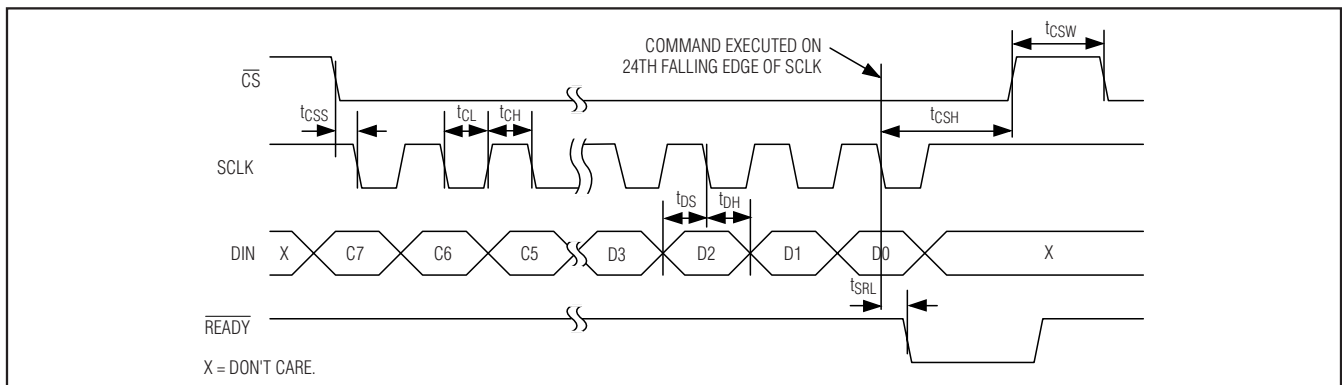 COMMAND EXECUTED ON
24TH FALLING EDGE OF SCLK
tCSW
CS
tCSS
tCL
tCH
tCSH
SCLK
tDS
tDH
DIN
X
C7
C6
C5
D3
D2
D1
D0
X
tSRL
READY
X = DON'T CARE.